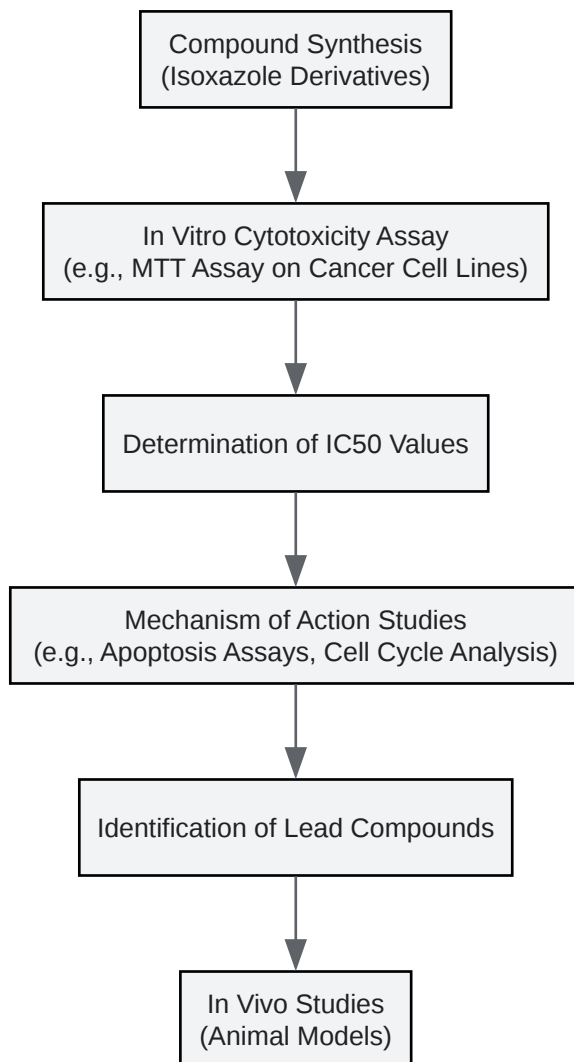 Compound Synthesis
(Isoxazole Derivatives)
In Vitro Cytotoxicity Assay
(e.g., MTT Assay on Cancer Cell Lines)
Determination of IC50 Values
Mechanism of Action Studies
(e.g., Apoptosis Assays, Cell Cycle Analysis)
Identification of Lead Compounds
In Vivo Studies
(Animal Models)